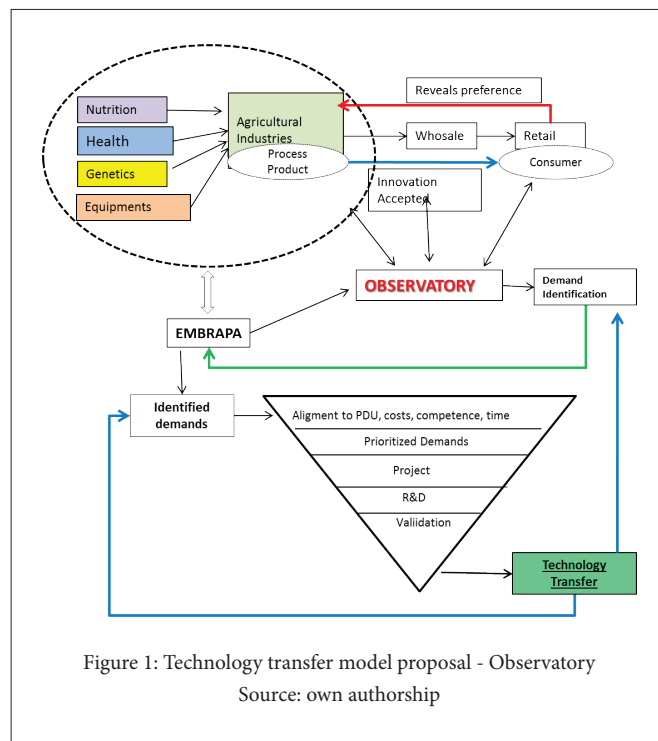 Reveals preference
Nutrition
Health
Genetics
Equipments
Agricultural
Industries
Process
Product
Whosale
Retail
Consumer
Innovation
Accepted
OBSERVATORY
Demand
Identification
EMBRAPA
Identified
demands
Aligment to PDU, costs, competence, time
Prioritized Demands
Project
R&D
Valiidation
Technology
Transfer
Figure 1: Technology transfer model proposal - Observatory
Source: own authorship